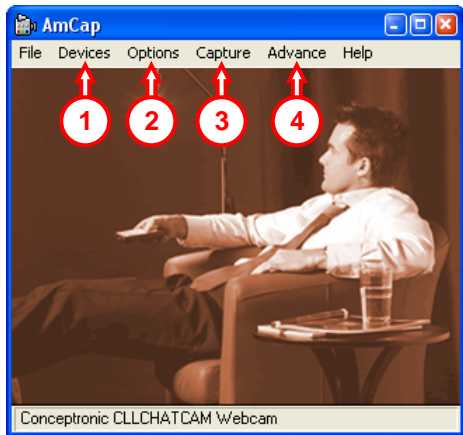 AmCap
File Devices Options Capture Advance Help
1 2 3 4
Conceptronic CLLCHATCAM Webcam